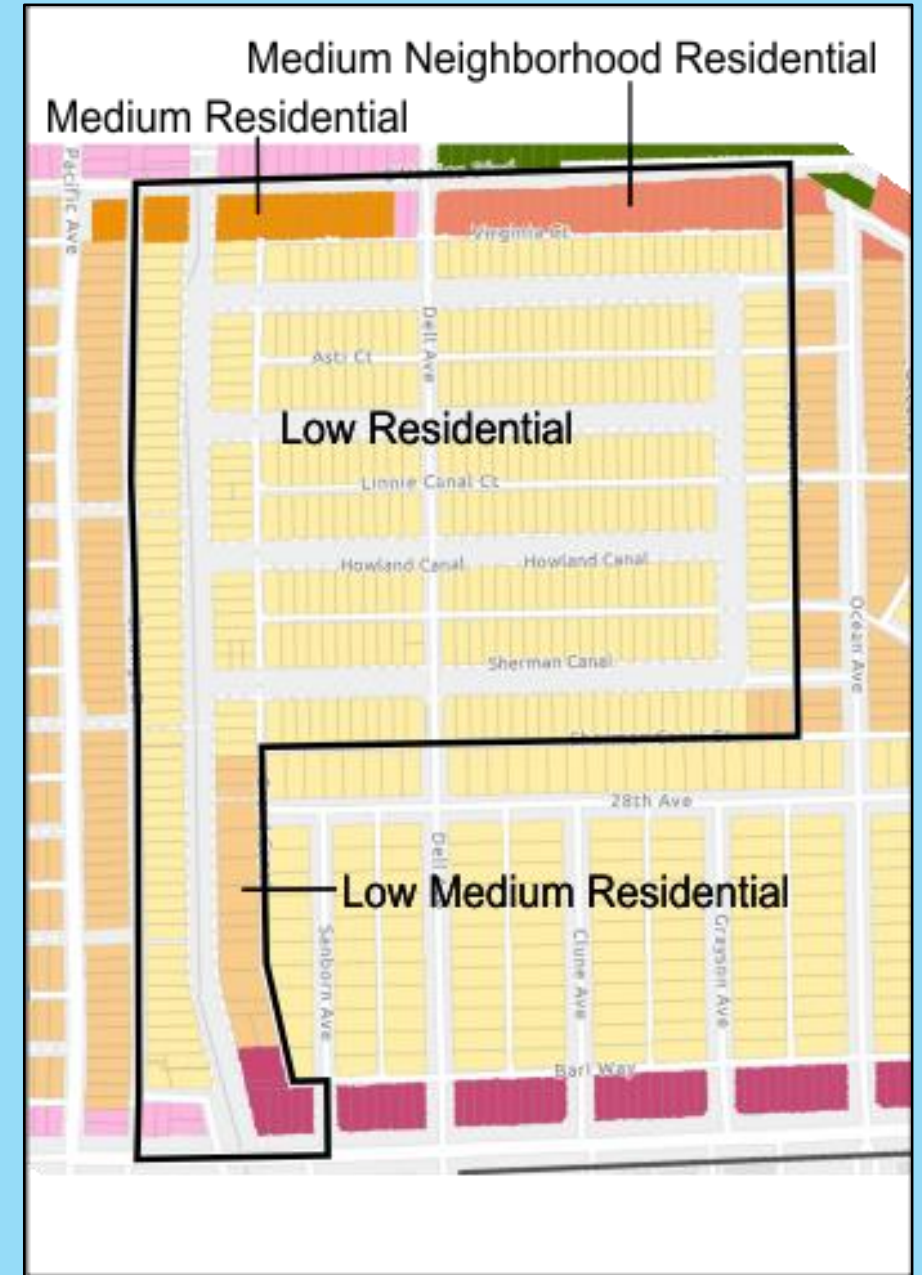 Medium Neighborhood Residential
Medium Residential
Pacific Ave
Virginia Ct
Dell Ave
Asti Ct
Low Residential
Linnie Canal Ct
Howland Canal
Howland Canal
Ocean Ave
Sherman Canal
28th Ave
Dell
Low Medium Residential
Sanborn Ave
Clune Ave
Grayson Ave